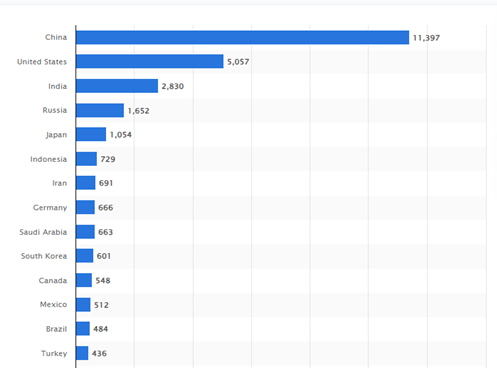 China 11,397
United States 5,057
India 2,830
Russia 1,652
Japan 1,054
Indonesia 729
Iran 691
Germany 666
Saudi Arabia 663
South Korea 601
Canada 548
Mexico 512
Brazil 484
Turkey 436